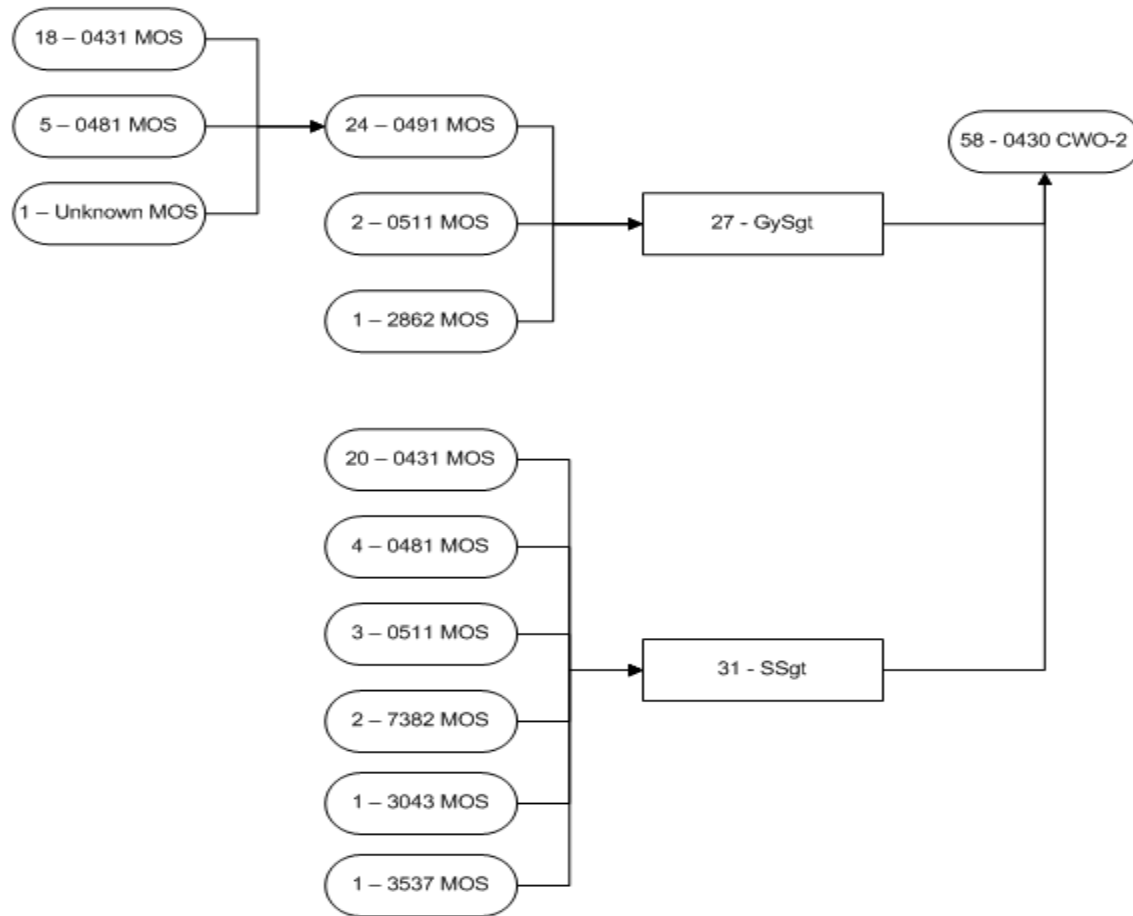 18 – 0431 MOS
5 – 0481 MOS
1 – Unknown MOS
24 – 0491 MOS
2 – 0511 MOS
1 – 2862 MOS
27 - GySgt
58 - 0430 CWO-2
20 – 0431 MOS
4 – 0481 MOS
3 – 0511 MOS
2 – 7382 MOS
1 – 3043 MOS
1 – 3537 MOS
31 - SSgt